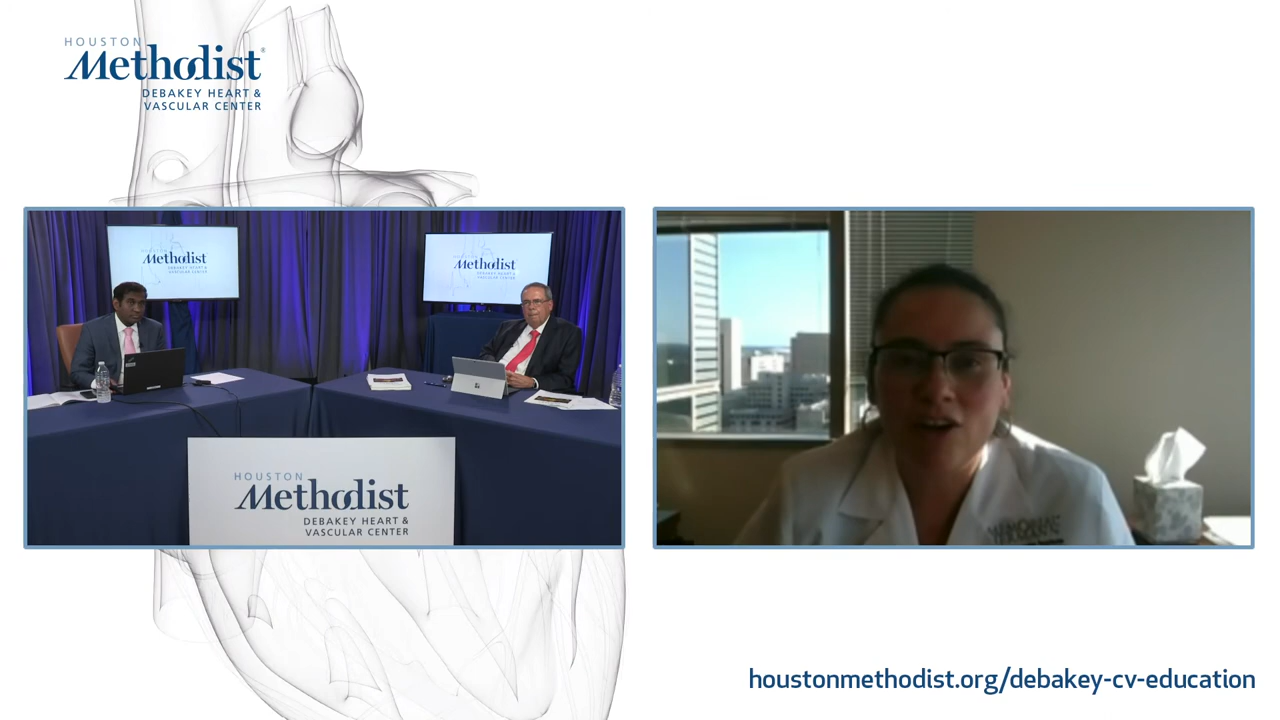 HOUSTON
Methodist®
DEBAKEY HEART &
VASCULAR CENTER
Methodist
DEBAKEY HEART &
VASCULAR CENTER
Methodist
DEBAKEY HEART &
VASCULAR CENTER
HOUSTON
Methodist
DEBAKEY HEART &
VASCULAR CENTER
houstonmethodist.org/debakey-cv-education